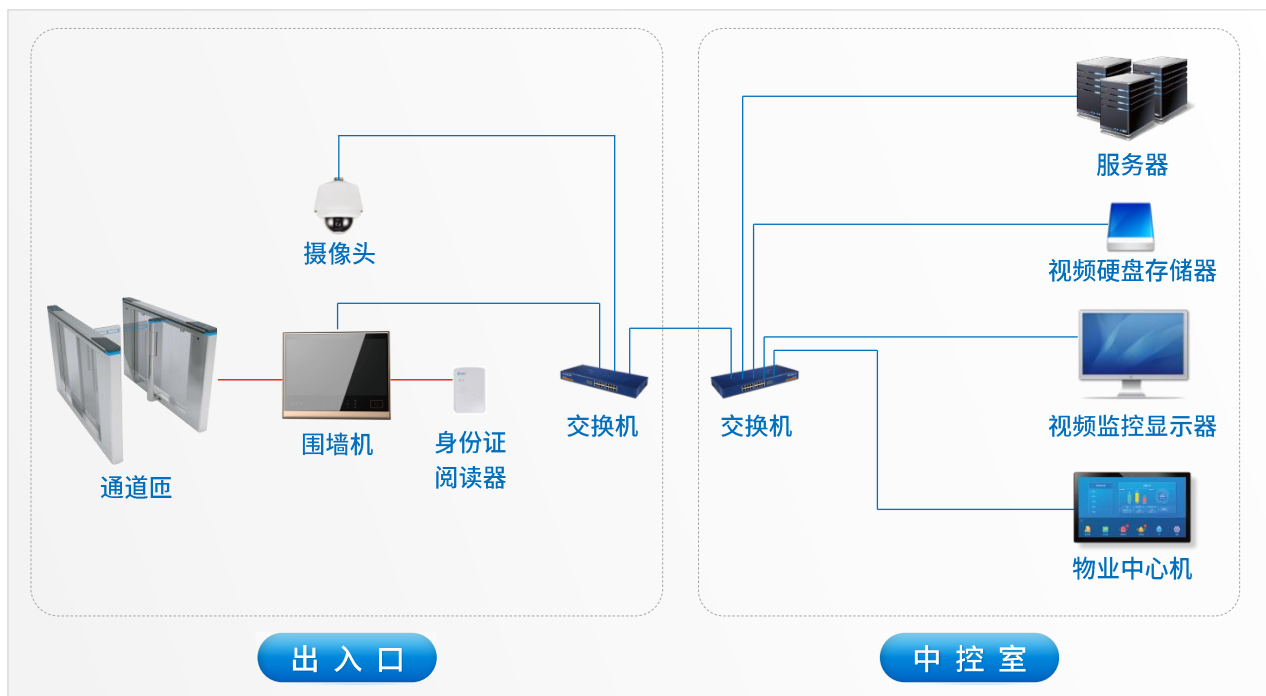 服务器
摄像头
视频硬盘存储器
围墙机
身份证
阅读器
交换机
交换机
视频监控显示器
通道匝
物业中心机
出入口
中控室